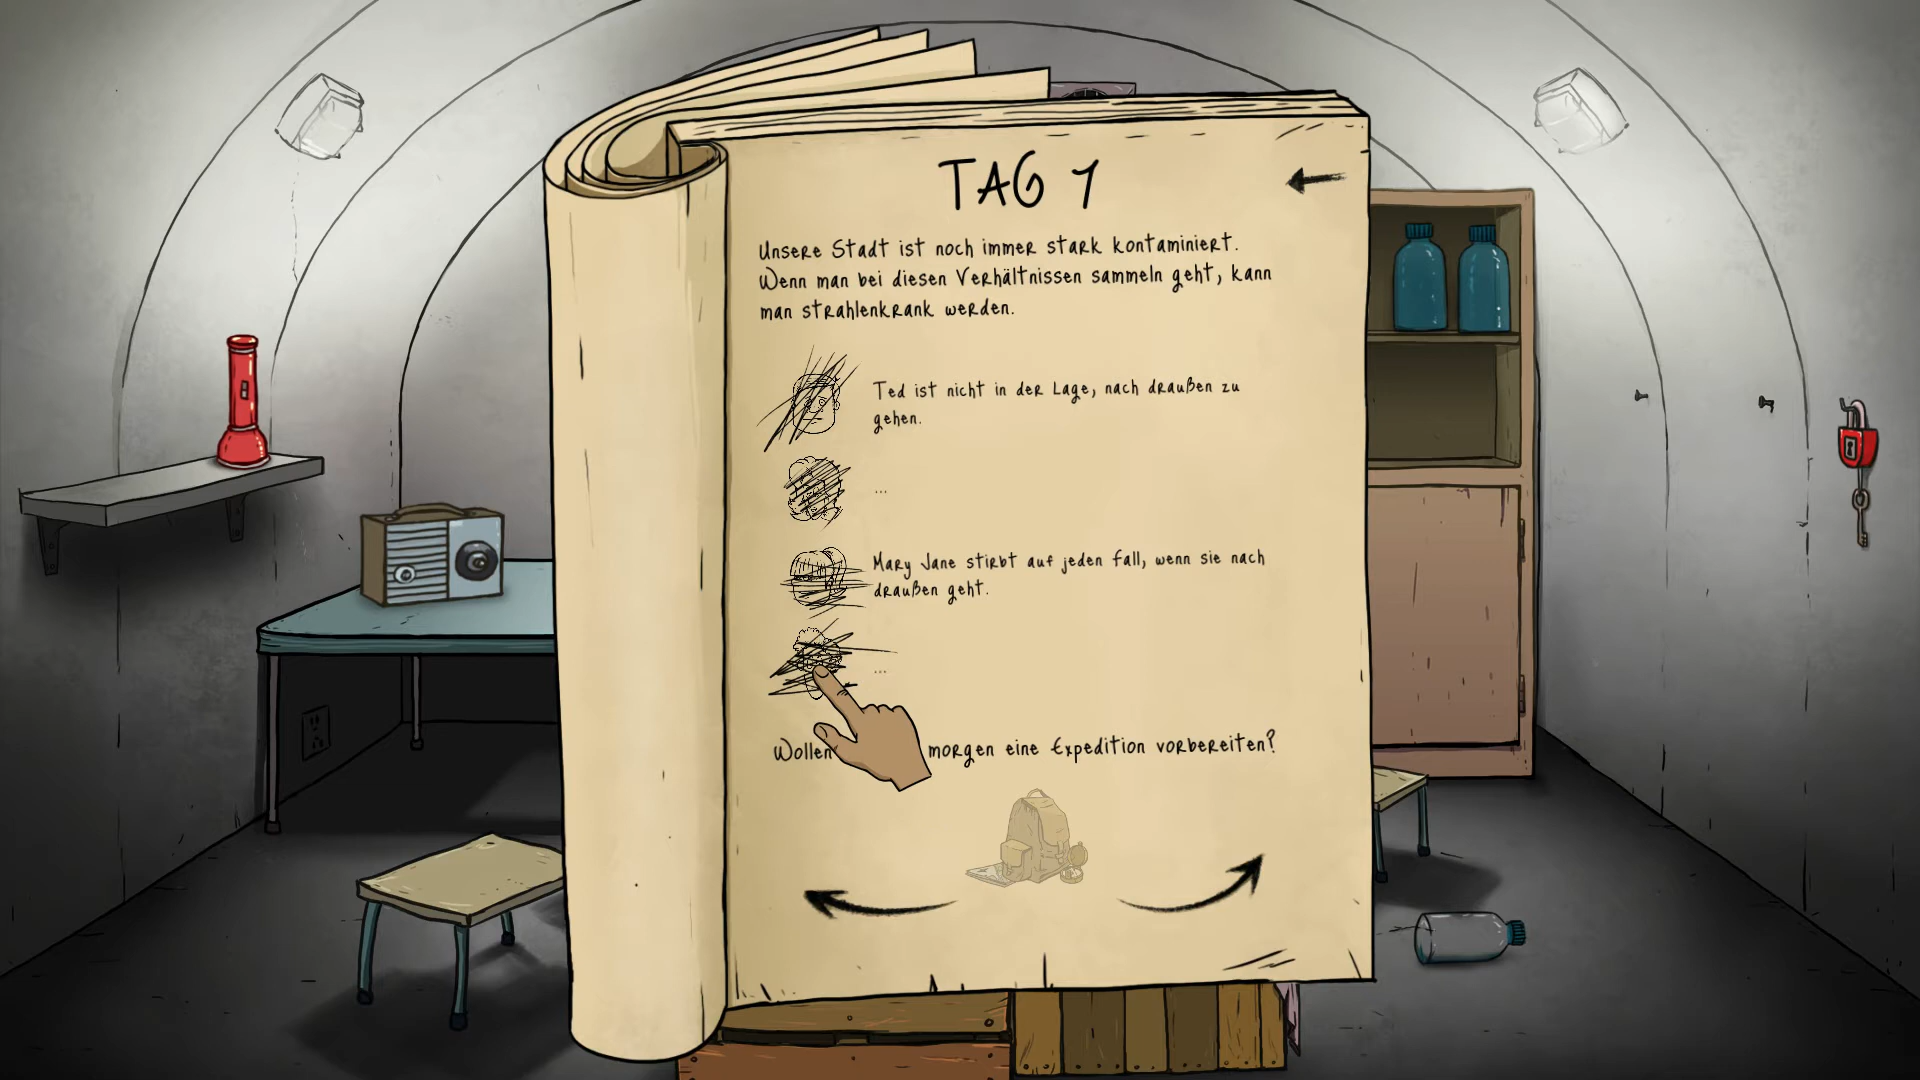 TAG 1
Unsere Stadt ist noch immer stark kontaminiert.
Wenn man bei diesen Verhältnissen sammeln geht, kann
man strahlenkrank werden.
Ted ist nicht in der Lage, nach draußen zu
gehen.
...
Mary Jane stirbt auf jeden fall, wenn sie nach
draußen geht.
...
Wollen morgen eine Expedition vorbereiten?